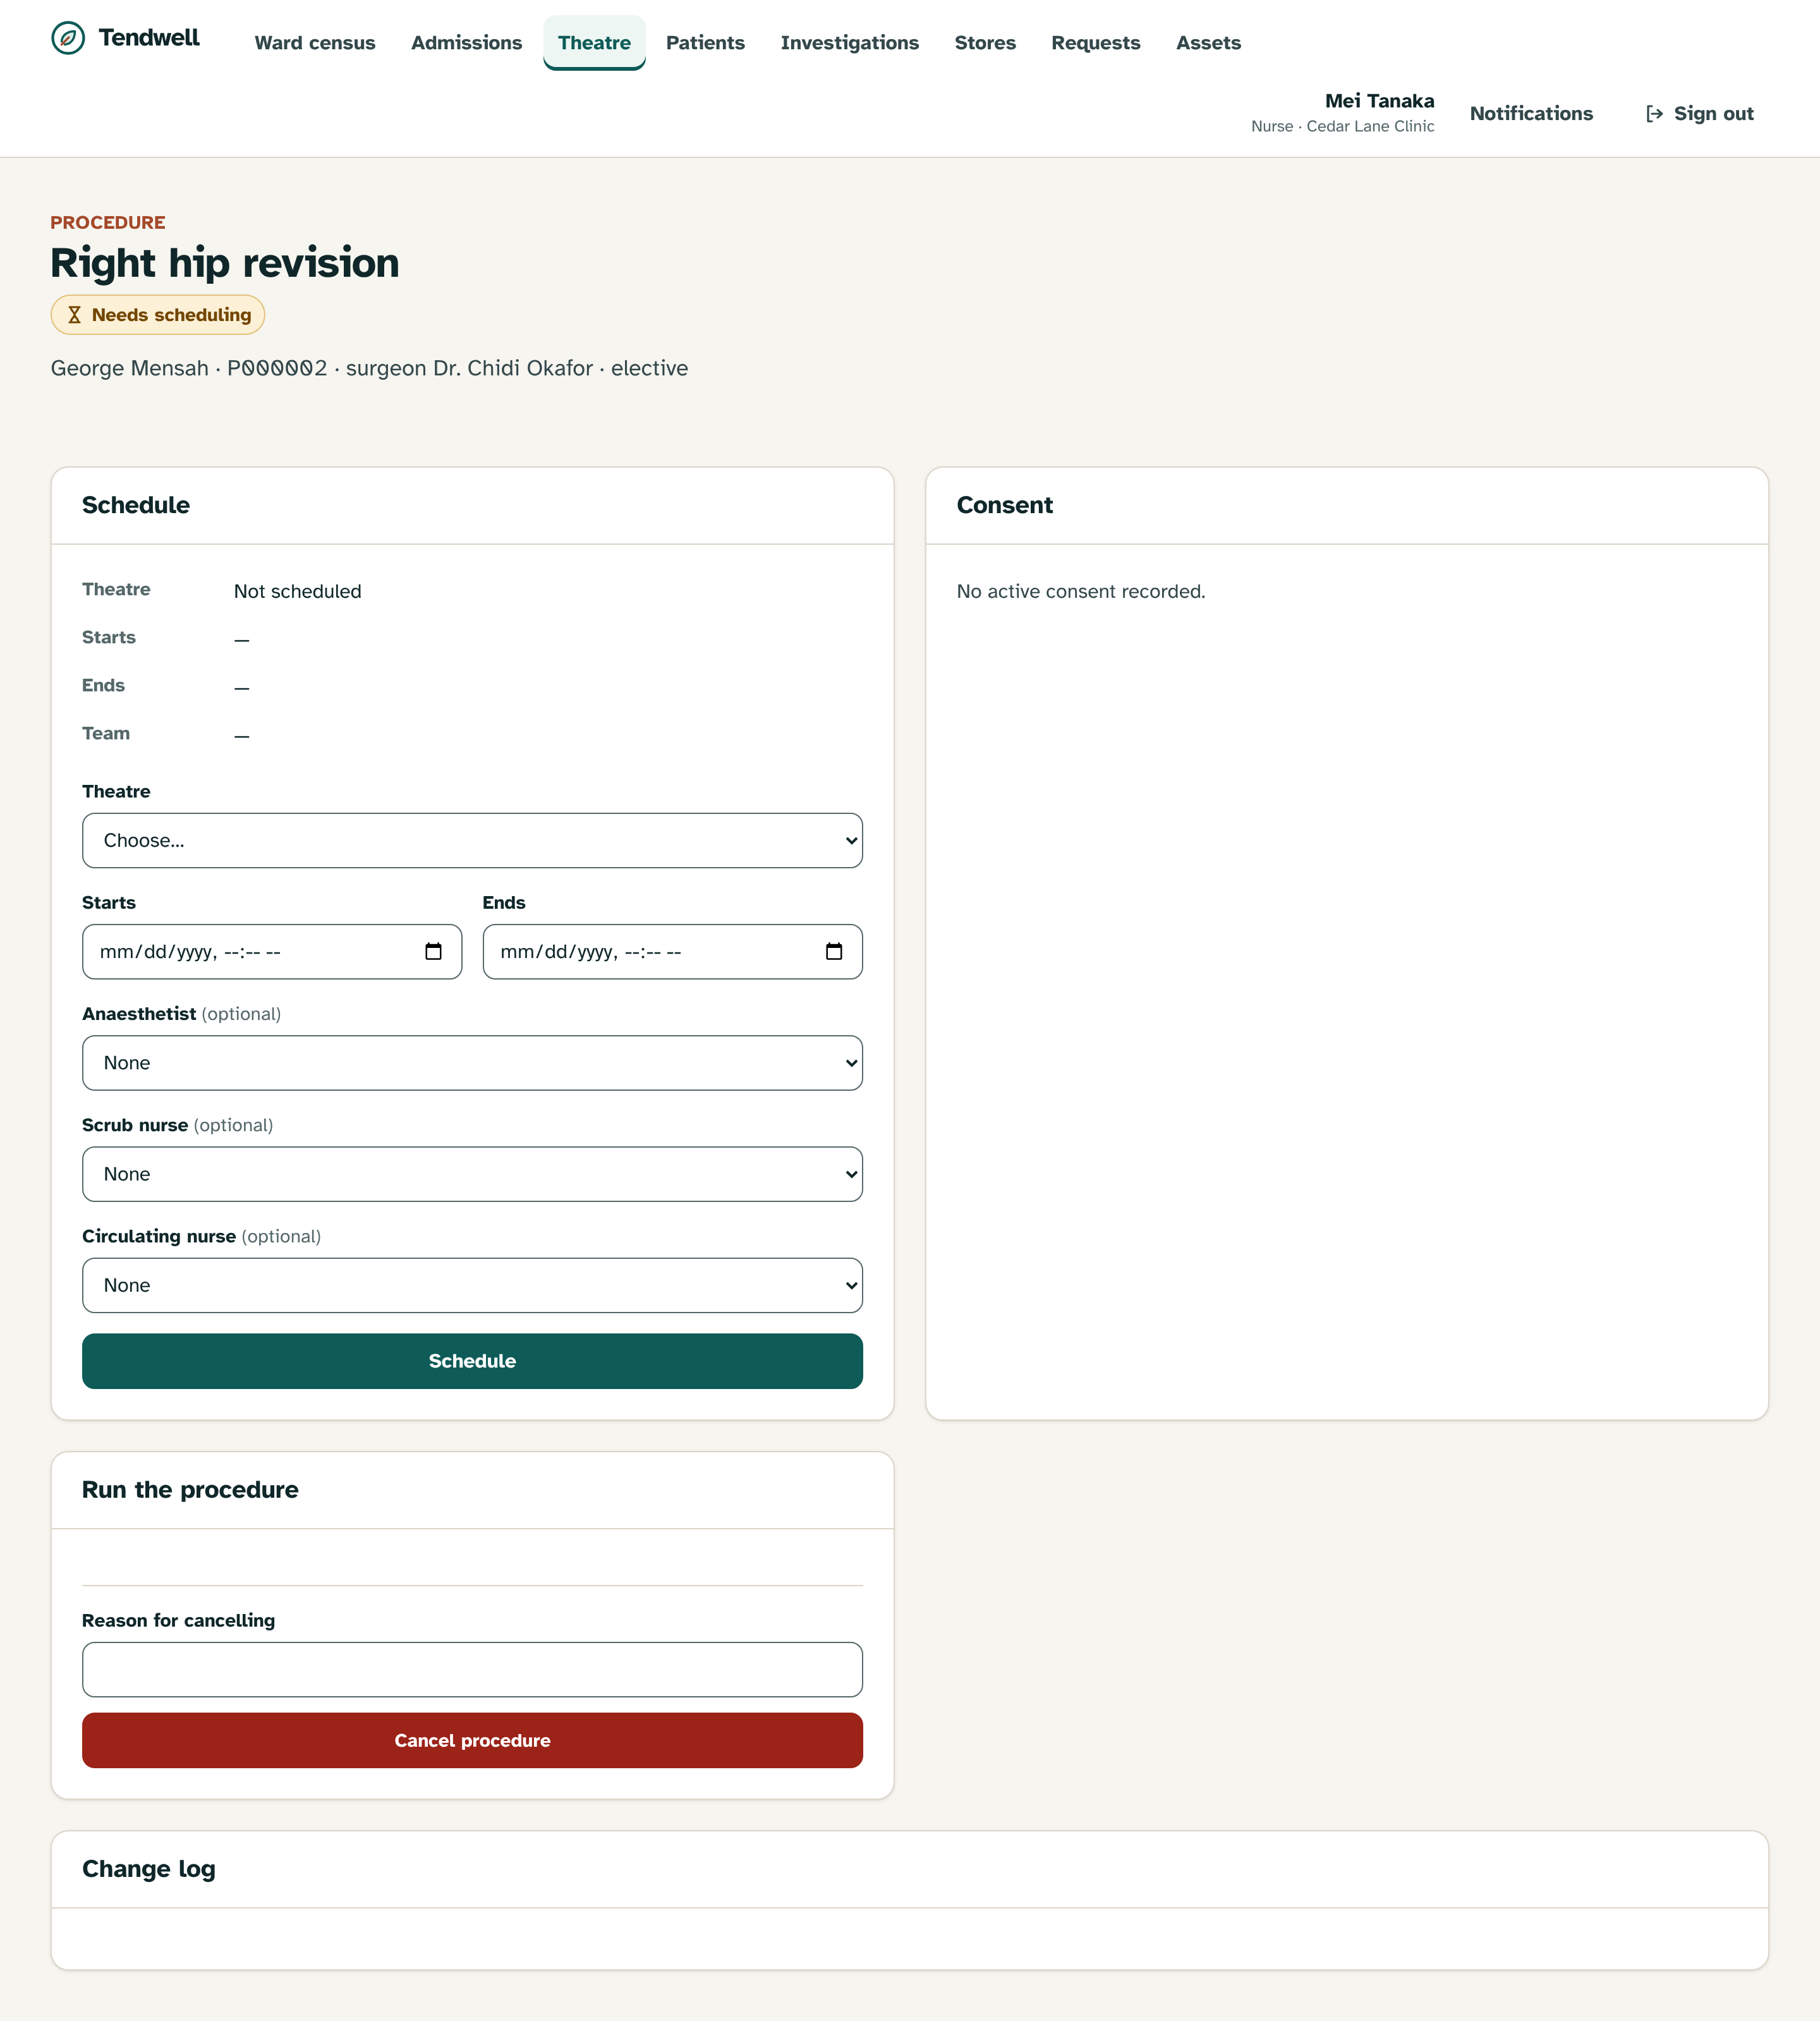 Tendwell
Ward census
Admissions
Theatre
Patients
Investigations
Stores
Requests
Assets
Mei Tanaka
Nurse · Cedar Lane Clinic
Notifications
Sign out
PROCEDURE
Right hip revision
Needs scheduling
George Mensah · P000002 · surgeon Dr. Chidi Okafor · elective
Schedule
Theatre Not scheduled
Starts —
Ends —
Team —
Theatre
Choose...
Starts
mm/dd/yyyy, --:-- --
Ends
mm/dd/yyyy, --:-- --
Anaesthetist (optional)
None
Scrub nurse (optional)
None
Circulating nurse (optional)
None
Schedule
Consent
No active consent recorded.
Run the procedure
Reason for cancelling
Cancel procedure
Change log